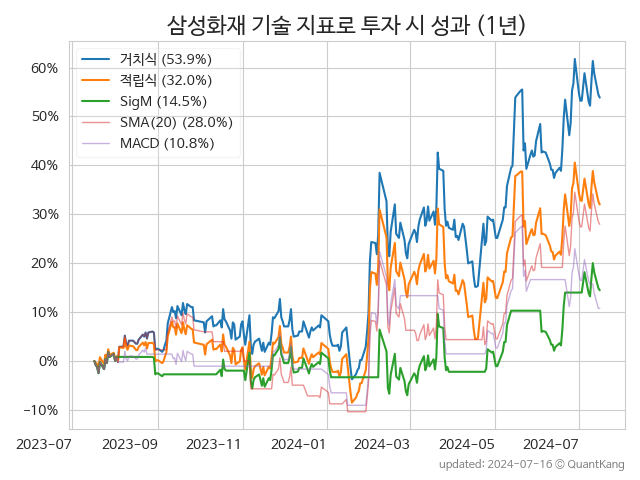 삼성화재 기술 지표로 투자 시 성과 (1년)
거치식 (53.9%)
적립식 (32.0%)
SigM (14.5%)
SMA(20) (28.0%)
MACD (10.8%)
60%
50%
40%
30%
20%
10%
0%
−10%
2023-07 2023-09 2023-11 2024-01 2024-03 2024-05 2024-07
updated: 2024-07-16 © QuantKang